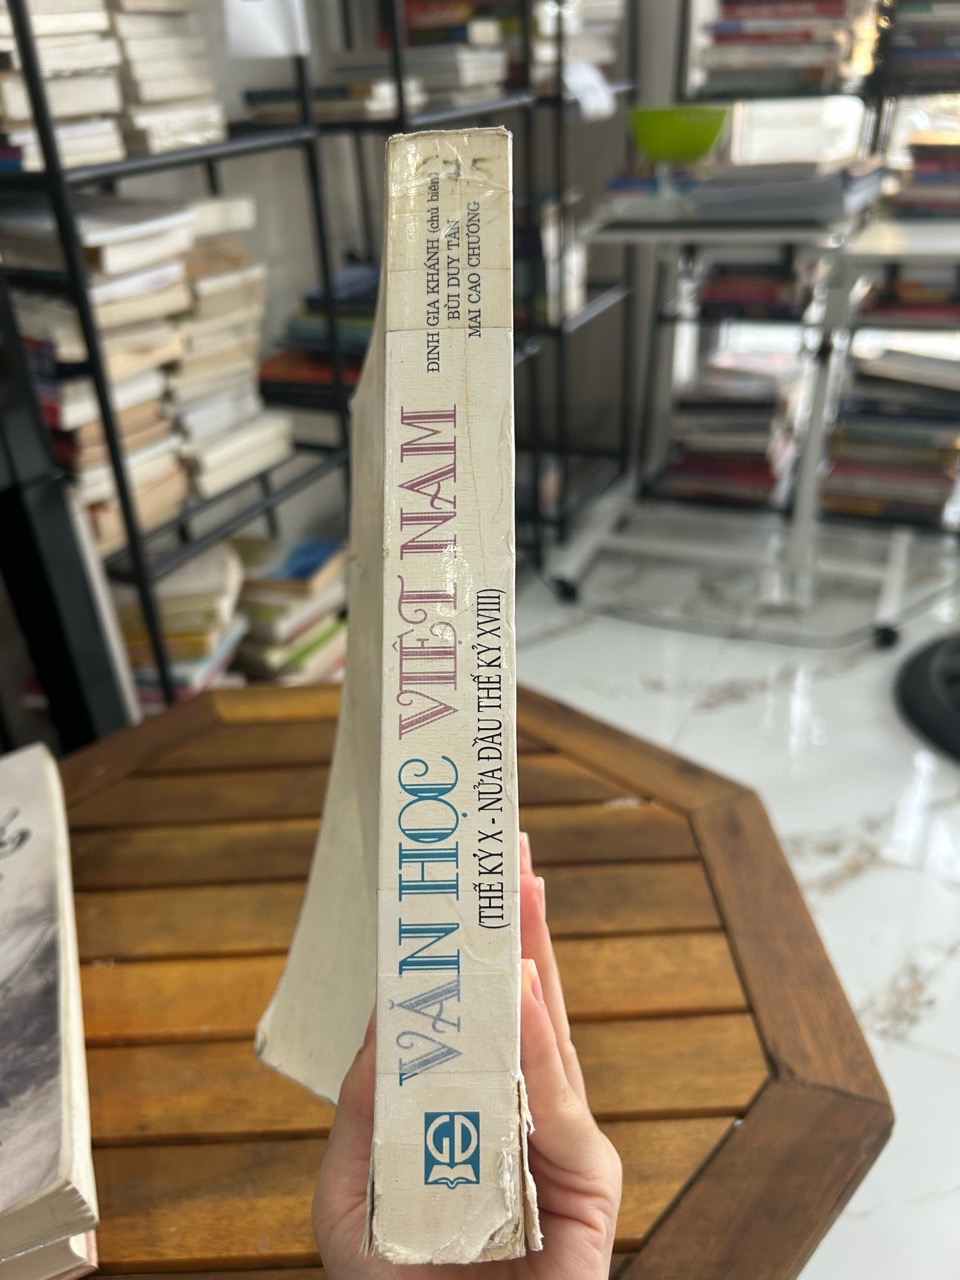 ĐINH GIA KHÁNH (chủ biên)
BÙI DUY TÂN
MAI CAO CHƯƠNG
VĂN HỌC VIỆT NAM
(THẾ KỶ X - NỬA ĐẦU THẾ KỶ XVIII)
GD